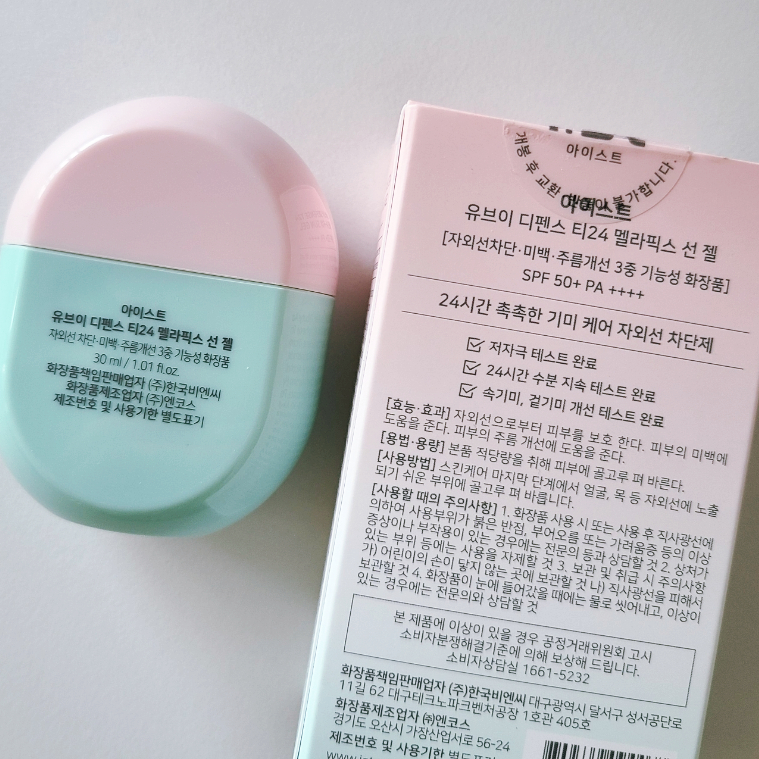 아이스트
유브이 디펜스 티24 멜라픽스 선 젤
자외선 차단·미백·주름개선 3중 기능성 화장품
30 ml / 1.01 fl.oz.
화장품책임판매업자 (주)한국비엔씨
화장품제조업자 (주)엔코스
제조번호 및 사용기한 별도표기
아이스트
개봉 후 교환 불가합니다.
아이스트
유브이 디펜스 티24 멜라픽스 선 젤
[자외선차단·미백·주름개선 3중 기능성 화장품]
SPF 50+ PA ++++
24시간 촉촉한 기미 케어 자외선 차단제
저자극 테스트 완료
24시간 수분 지속 테스트 완료
속기미, 겉기미 개선 테스트 완료
[효능·효과] 자외선으로부터 피부를 보호 한다. 피부의 미백에
도움을 준다. 피부의 주름 개선에 도움을 준다.
[용법·용량] 본품 적당량을 취해 피부에 골고루 펴 바른다.
[사용방법] 스킨케어 마지막 단계에서 얼굴, 목 등 자외선에 노출
되기 쉬운 부위에 골고루 펴 바릅니다.
[사용할 때의 주의사항] 1. 화장품 사용 시 또는 사용 후 직사광선에
의하여 사용부위가 붉은 반점, 부어오름 또는 가려움증 등의 이상
증상이나 부작용이 있는 경우에는 전문의 등과 상담할 것 2. 상처가
있는 부위 등에는 사용을 자제할 것 3. 보관 및 취급 시 주의사항
가) 어린이의 손이 닿지 않는 곳에 보관할 것 나) 직사광선을 피해서
보관할 것 4. 화장품이 눈에 들어갔을 때에는 물로 씻어내고, 이상이
있는 경우에는 전문의와 상담할 것
본 제품에 이상이 있을 경우 공정거래위원회 고시
소비자분쟁해결기준에 의해 보상해 드립니다.
소비자상담실 1661-5232
화장품책임판매업자 (주)한국비엔씨 대구광역시 달서구 성서공단로
11길 62 대구테크노파크벤처공장 1호관 405호
화장품제조업자 ㈜엔코스
경기도 오산시 가장산업서로 56-24
제조번호 및 사용기한 별도표기